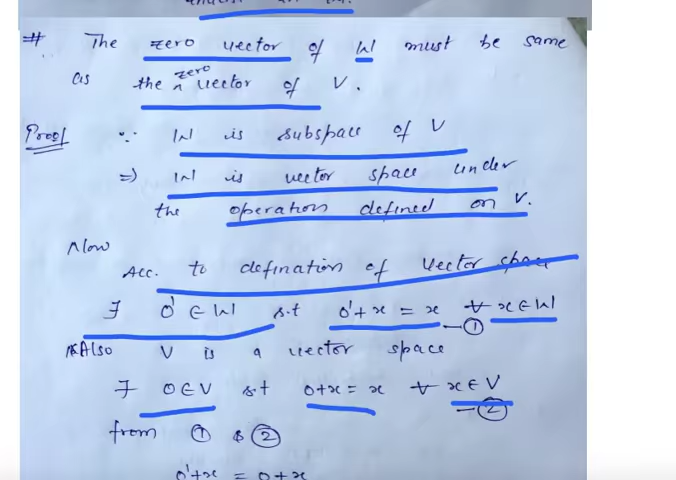 # The zero vector of W must be same
as the zero vector of V.
Proof ∵ W is subspace of V
=) W is vector space under
the operation defined on V.
Now
Acc. to defination of vector space
∃ 0' ∈ W s.t 0'+x = x ∀ x ∈ W —①
Also V is a vector space
∃ 0 ∈ V s.t 0+x = x ∀ x ∈ V —②
from ① & ②
0'+x = 0+x